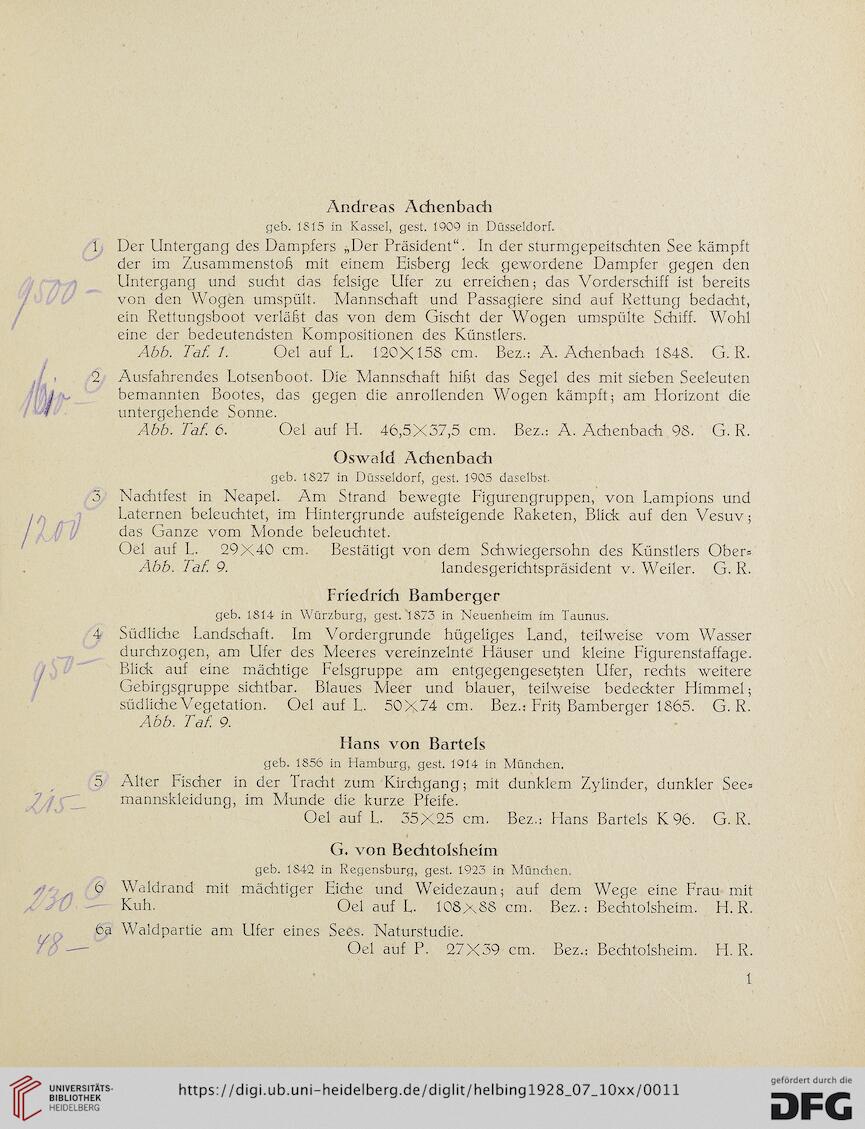 Andreas Achenbach
geb. 1815 in Kassel, gest. 1909 in Düsseldorf.
1 Der Untergang des Dampfers „Der Präsident“. In der sturmgepeitschten See kämpft
der im Zusammenstoß mit einem Eisberg leck gewordene Dampfer gegen den
9500 – Untergang und sucht das felsige Ufer zu erreichen; das Vorderschiff ist bereits
von den Wogen umspült. Mannschaft und Passagiere sind auf Rettung bedacht,
ein Rettungsboot verläßt das von dem Gischt der Wogen umspülte Schiff. Wohl
eine der bedeutendsten Kompositionen des Künstlers.
Abb. Taf. 1. Oel auf L. 120×158 cm. Bez.: A. Achenbach 1848. G. R.
2 Ausfahrendes Lotsenboot. Die Mannschaft hißt das Segel des mit sieben Seeleuten
bemannten Bootes, das gegen die anrollenden Wogen kämpft; am Horizont die
untergehende Sonne.
Abb. Taf. 6. Oel auf H. 46,5×37,5 cm. Bez.: A. Achenbach 98. G. R.
Oswald Achenbach
geb. 1827 in Düsseldorf, gest. 1905 daselbst.
3 Nachtfest in Neapel. Am Strand bewegte Figurengruppen, von Lampions und
1200 Laternen beleuchtet, im Hintergrunde aufsteigende Raketen, Blick auf den Vesuv;
das Ganze vom Monde beleuchtet.
Oel auf L. 29×40 cm. Bestätigt von dem Schwiegersohn des Künstlers Ober=
Abb. Taf. 9. landesgerichtspräsident v. Weiler. G. R.
Friedrich Bamberger
geb. 1814 in Würzburg, gest. 1873 in Neuenheim im Taunus.
4 Südliche Landschaft. Im Vordergrunde hügeliges Land, teilweise vom Wasser
durchzogen, am Ufer des Meeres vereinzelnte Häuser und kleine Figurenstaffage.
950 – Blick auf eine mächtige Felsgruppe am entgegengesetzten Ufer, rechts weitere
Gebirgsgruppe sichtbar. Blaues Meer und blauer, teilweise bedeckter Himmel;
südliche Vegetation. Oel auf L. 50×74 cm. Bez.: Fritz Bamberger 1865. G. R.
Abb. Taf. 9.
Hans von Bartels
geb. 1856 in Hamburg, gest. 1914 in München.
5 Alter Fischer in der Tracht zum Kirchgang; mit dunklem Zylinder, dunkler See=
215 – mannskleidung, im Munde die kurze Pfeife.
Oel auf L. 35×25 cm. Bez.: Hans Bartels K 96. G. R.
G. von Bechtolsheim
geb. 1842 in Regensburg, gest. 1923 in München.
6 Waldrand mit mächtiger Eiche und Weidezaun; auf dem Wege eine Frau mit
230 – Kuh. Oel auf L. 108×88 cm. Bez.: Bechtolsheim. H. R.
6a Waldpartie am Ufer eines Sees. Naturstudie.
48 – Oel auf P. 27×39 cm. Bez.: Bechtolsheim. H. R.
1
UNIVERSITÄTS-
BIBLIOTHEK
HEIDELBERG
https://digi.ub.uni-heidelberg.de/diglit/helbing1928_07_10xx/0011
gefördert durch die
DFG